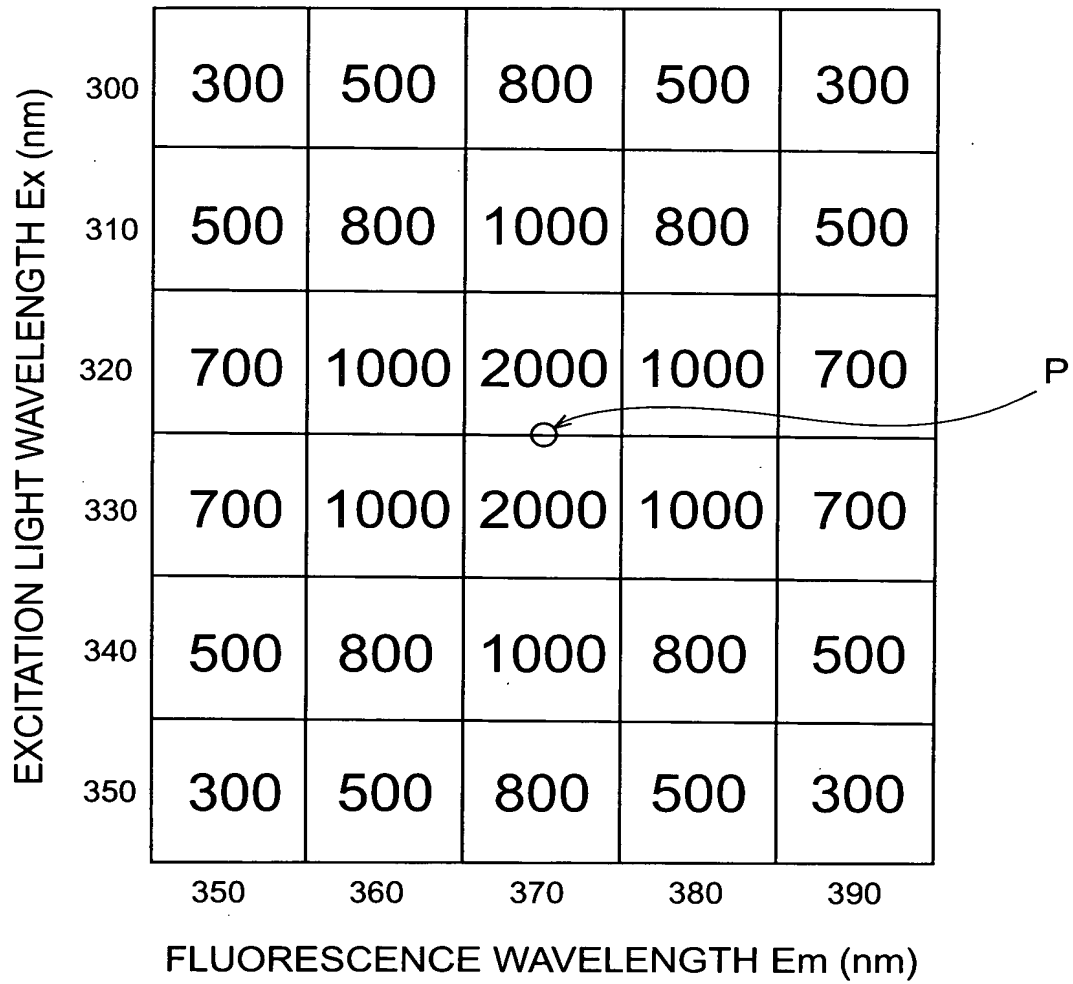 EXCITATION LIGHT WAVELENGTH Ex (nm)
300 300 500 800 500 300
310 500 800 1000 800 500
320 700 1000 2000 1000 700
P
330 700 1000 2000 1000 700
340 500 800 1000 800 500
350 300 500 800 500 300
350 360 370 380 390
FLUORESCENCE WAVELENGTH Em (nm)